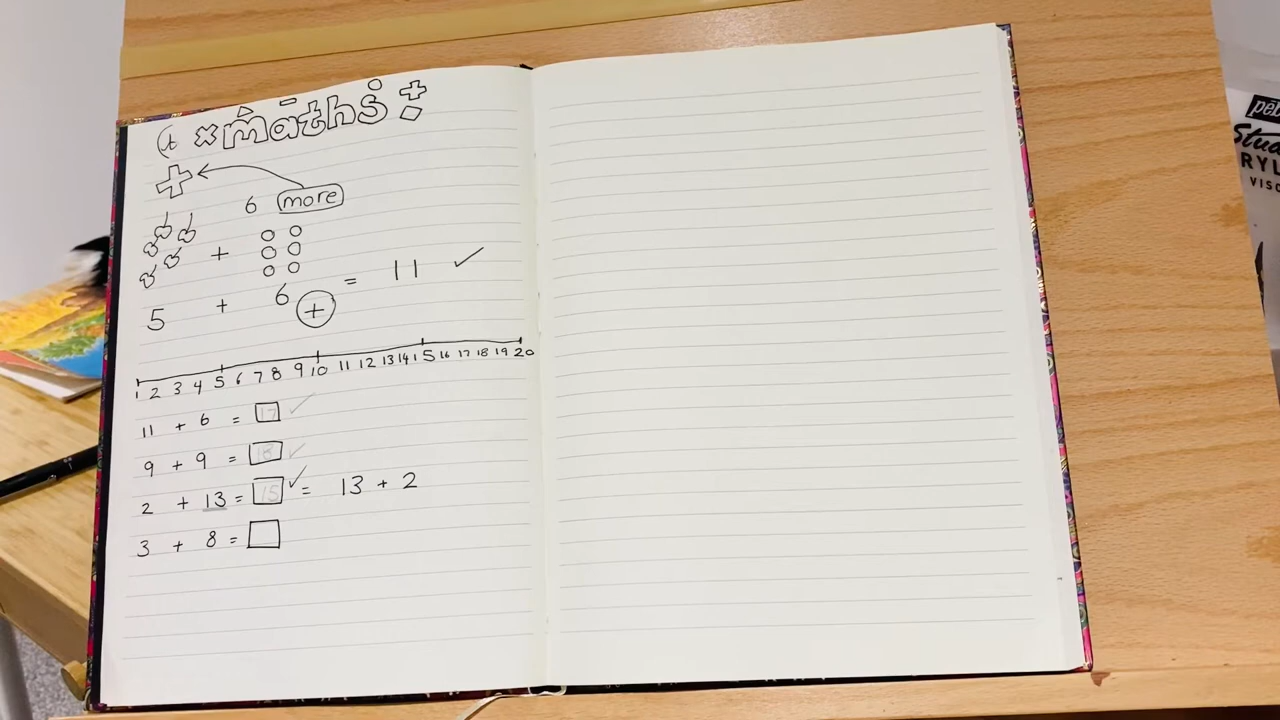 × maths ÷
+
6 more
+
5 + 6 = 11 ✓
+
1 2 3 4 5 6 7 8 9 10 11 12 13 14 15 16 17 18 19 20
11 + 6 = 17 ✓
9 + 9 = 18 ✓
2 + 13 = 15 ✓ = 13 + 2
3 + 8 =